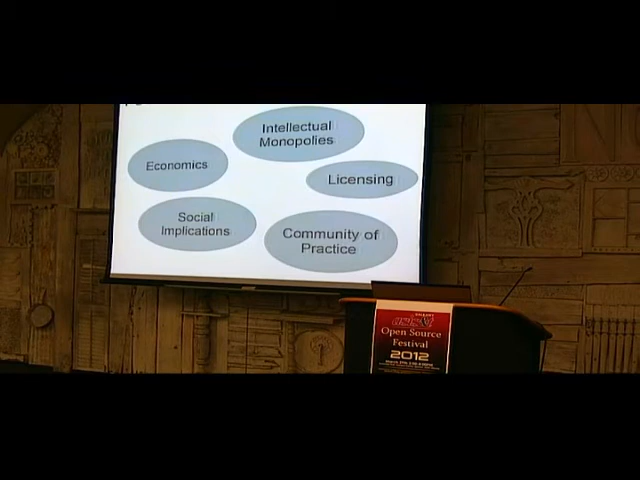 Intellectual
Monopolies
Economics
Licensing
Social
Implications
Community of
Practice
Open Source
Festival
2012